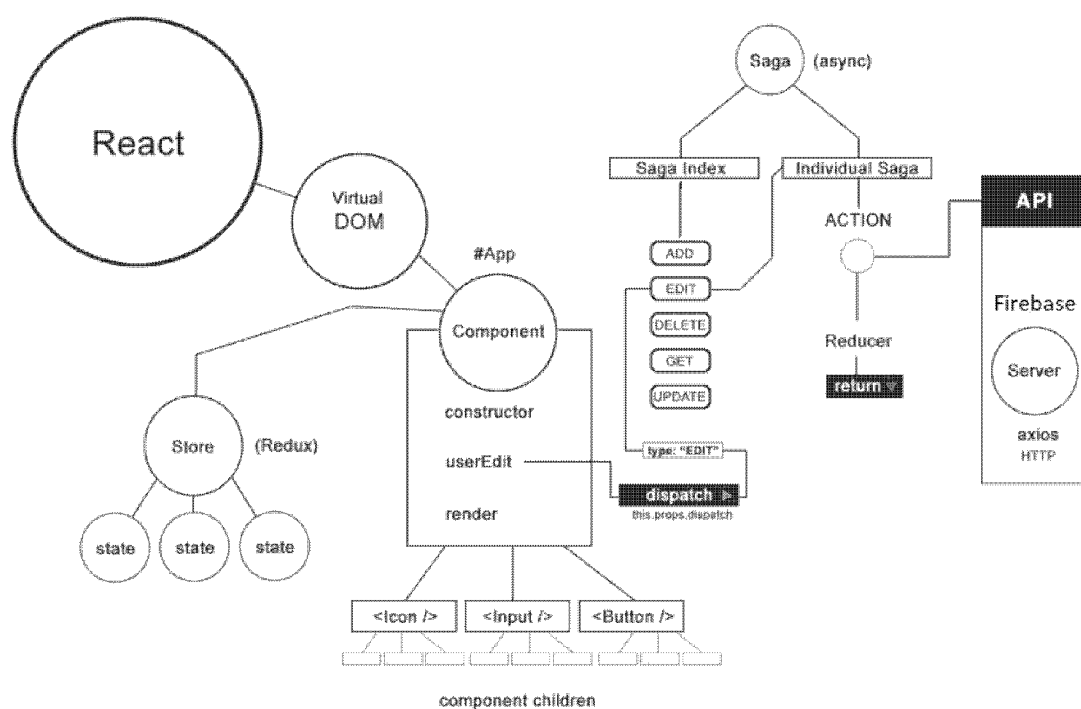 React
Virtual
DOM
#App
Component
constructor
userEdit
render
Store
(Redux)
state
state
state
<Icon />
<Input />
<Button />
component children
Saga
(async)
Saga Index
Individual Saga
ADD
EDIT
DELETE
GET
UPDATE
type: "EDIT"
dispatch
this.props.dispatch
ACTION
Reducer
return
API
Firebase
Server
axios
HTTP